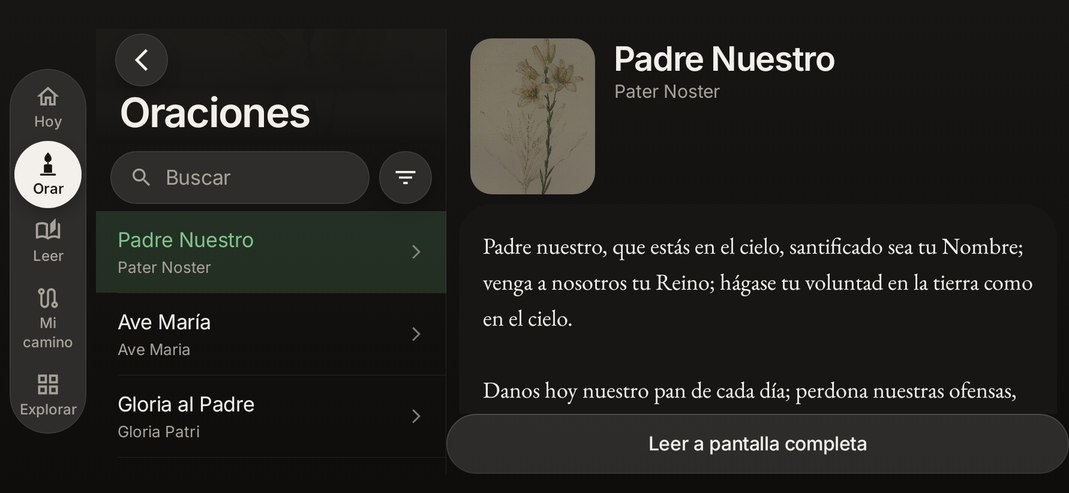 Hoy
Orar
Leer
Mi
camino
Explorar
Oraciones
Buscar
Padre Nuestro
Pater Noster
Ave María
Ave Maria
Gloria al Padre
Gloria Patri
Padre Nuestro
Pater Noster
Padre nuestro, que estás en el cielo, santificado sea tu Nombre;
venga a nosotros tu Reino; hágase tu voluntad en la tierra como
en el cielo.
Danos hoy nuestro pan de cada día; perdona nuestras ofensas,
Leer a pantalla completa